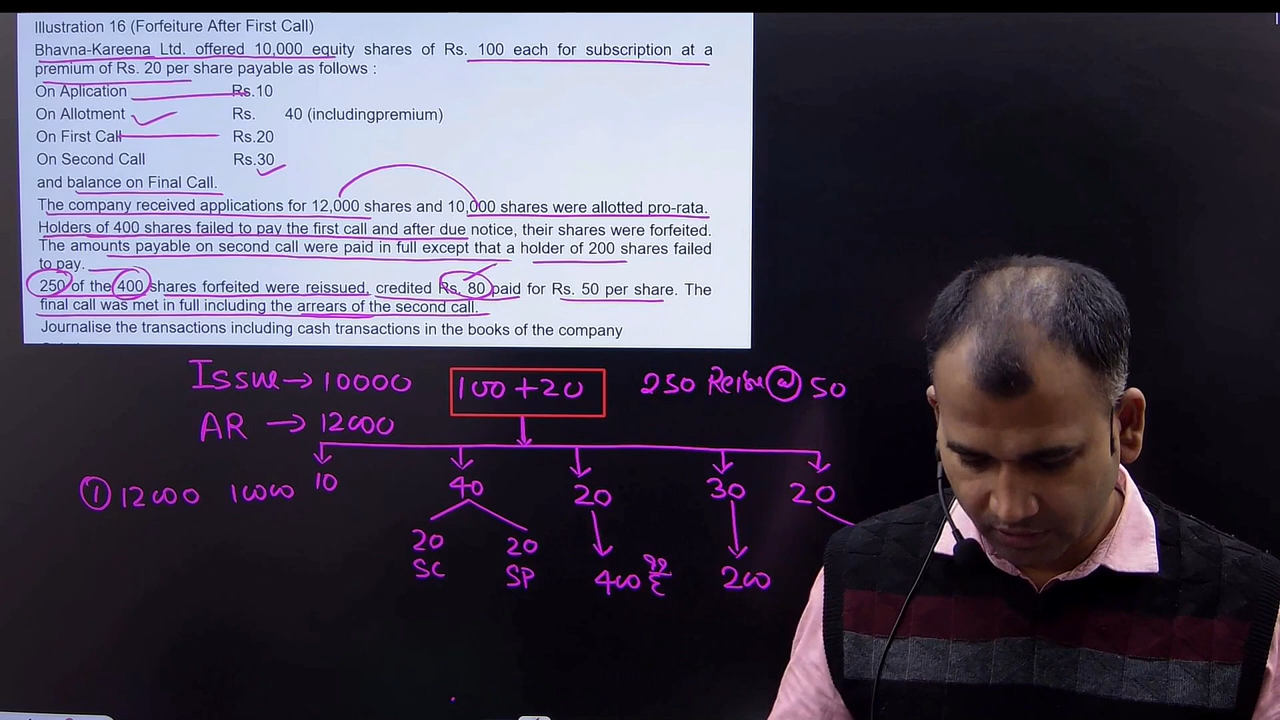 Illustration 16 (Forfeiture After First Call)
Bhavna-Kareena Ltd. offered 10,000 equity shares of Rs. 100 each for subscription at a
premium of Rs. 20 per share payable as follows :
On Aplication Rs.10
On Allotment Rs. 40 (includingpremium)
On First Call Rs.20
On Second Call Rs.30
and balance on Final Call.
The company received applications for 12,000 shares and 10,000 shares were allotted pro-rata.
Holders of 400 shares failed to pay the first call and after due notice, their shares were forfeited.
The amounts payable on second call were paid in full except that a holder of 200 shares failed
to pay.
250 of the 400 shares forfeited were reissued, credited Rs. 80 paid for Rs. 50 per share. The
final call was met in full including the arrears of the second call.
Journalise the transactions including cash transactions in the books of the company
Issue → 10000 100 + 20 250 @ 50
AR → 12000
① 12000 10000 10 40 20 30 20
20 20
SC SP 400 200